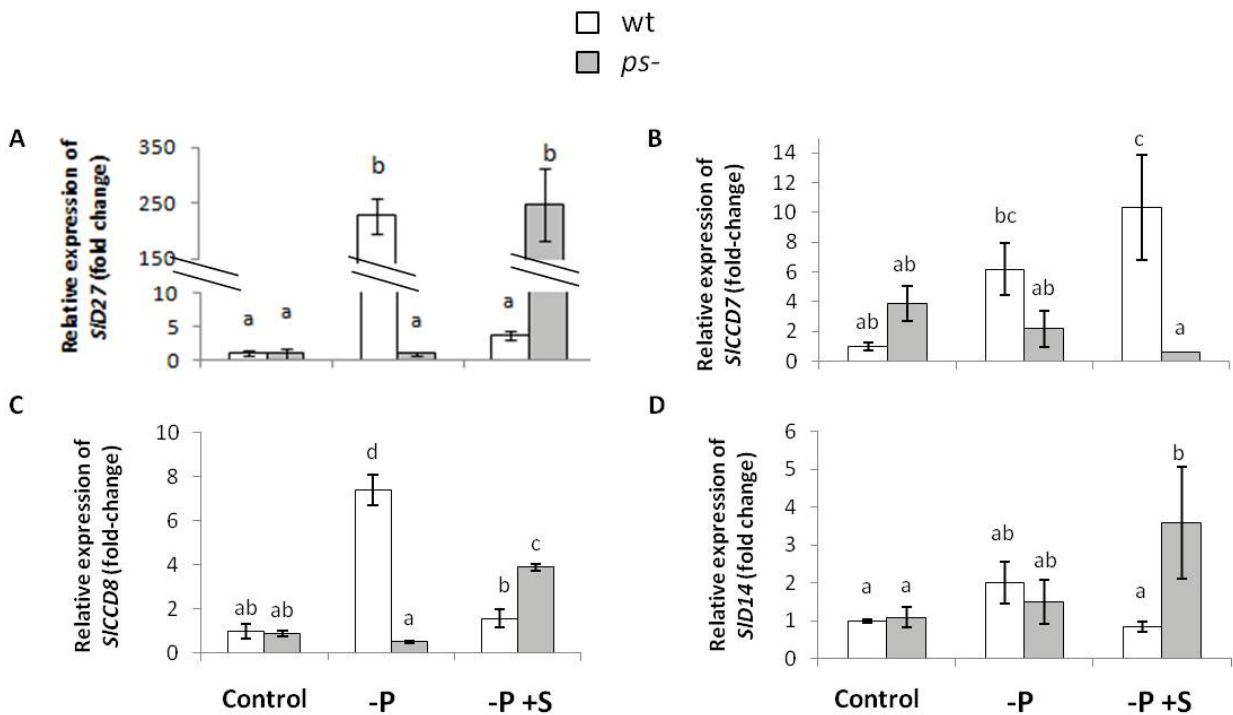 wt
ps-
A
Relative expression of
SlD27 (fold change)
350
250
150
10
5
0
a
a
b
a
a
b
B
Relative expression of
SlCCD7 (fold-change)
14
12
10
8
6
4
2
0
ab
ab
bc
ab
c
a
C
Relative expression of
SlCCD8 (fold-change)
10
8
6
4
2
0
ab
ab
d
a
b
c
Control
-P
-P +S
D
Relative expression of
SlD14 (fold change)
6
5
4
3
2
1
0
a
a
ab
ab
a
b
Control
-P
-P +S